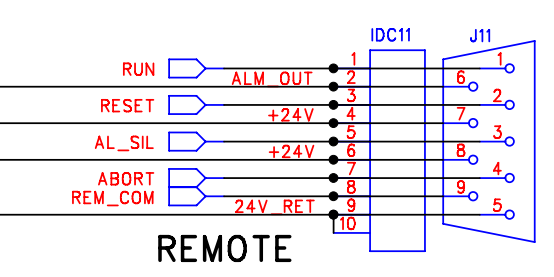 IDC11 J11
RUN 1 1
ALM_OUT 2 6
RESET 3 2
+24V 4 7
AL_SIL 5 3
+24V 6 8
ABORT 7 4
REM_COM 8 9
24V_RET 9 5
10
REMOTE